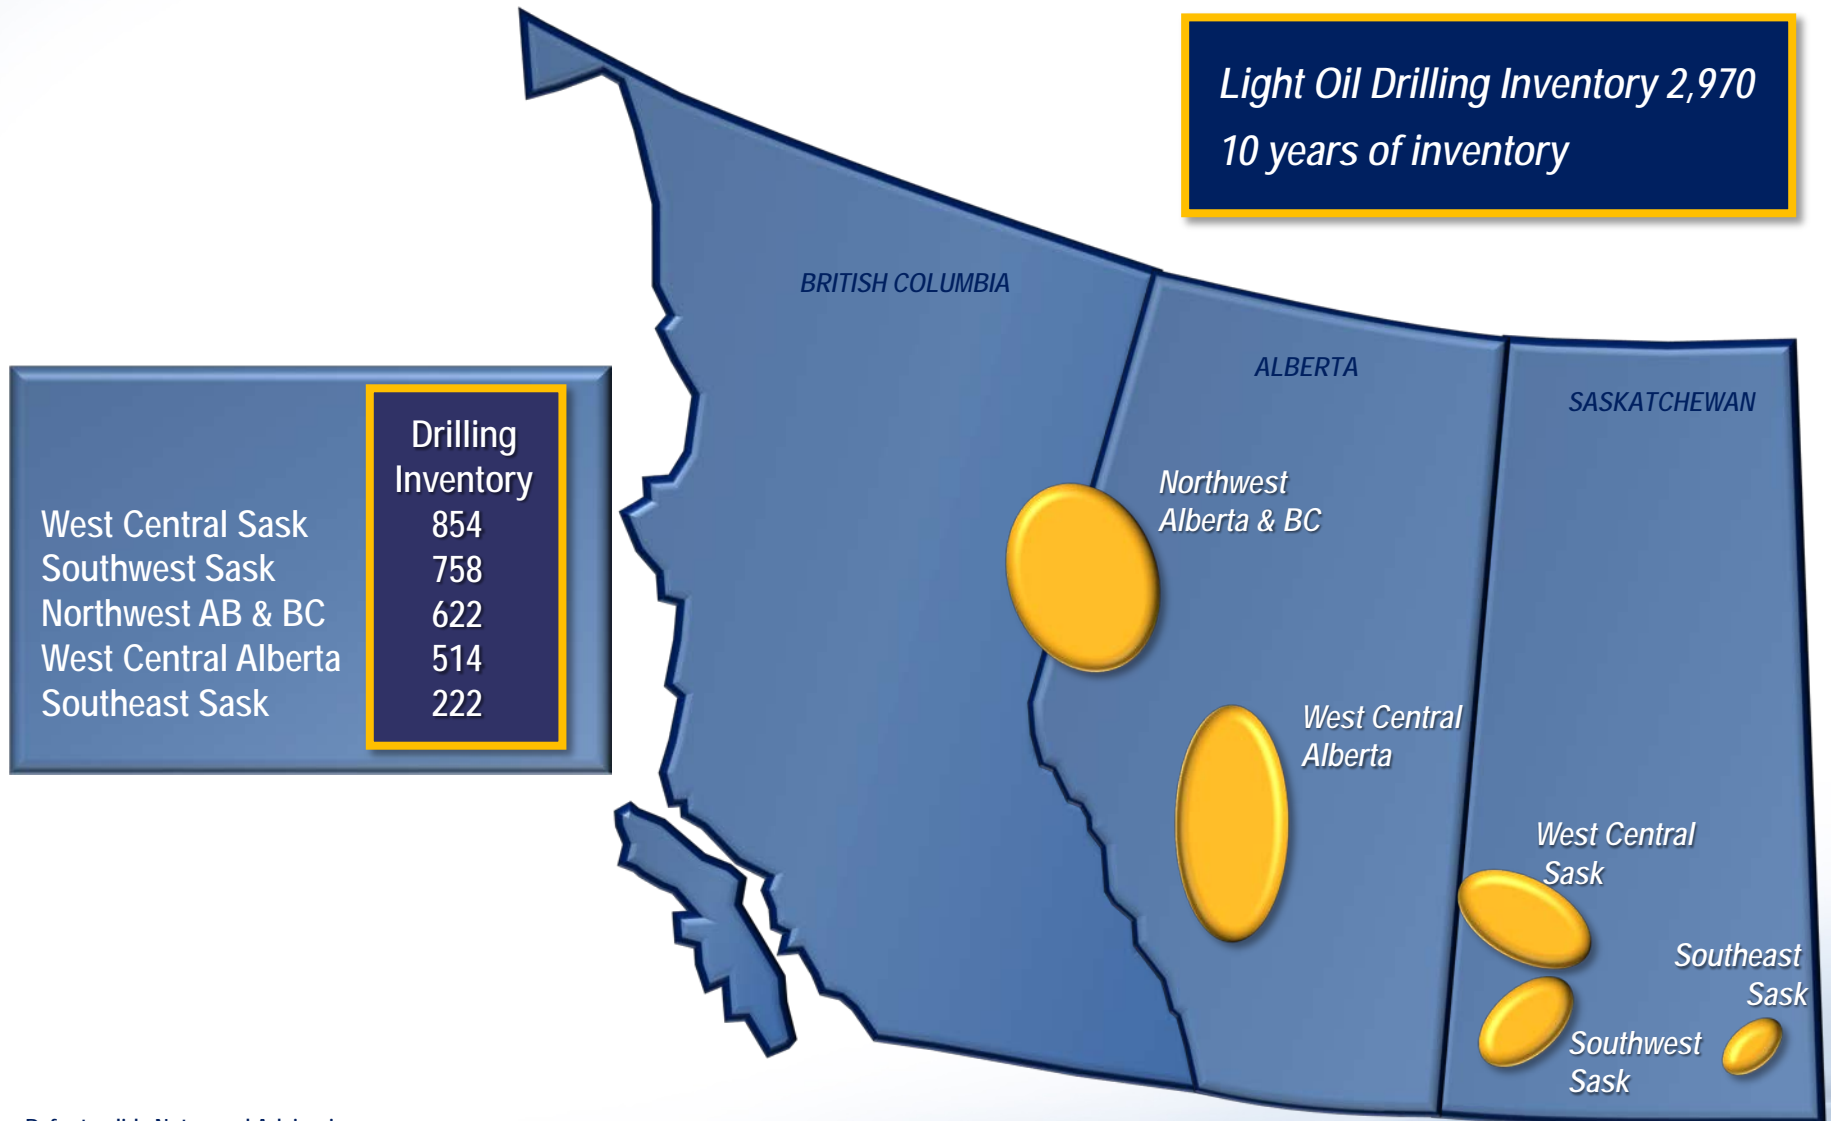 Light Oil Drilling Inventory 2,970
10 years of inventory
BRITISH COLUMBIA
ALBERTA
SASKATCHEWAN
Drilling
Inventory
West Central Sask 854
Southwest Sask 758
Northwest AB & BC 622
West Central Alberta 514
Southeast Sask 222
Northwest
Alberta & BC
West Central
Alberta
West Central
Sask
Southeast
Sask
Southwest
Sask